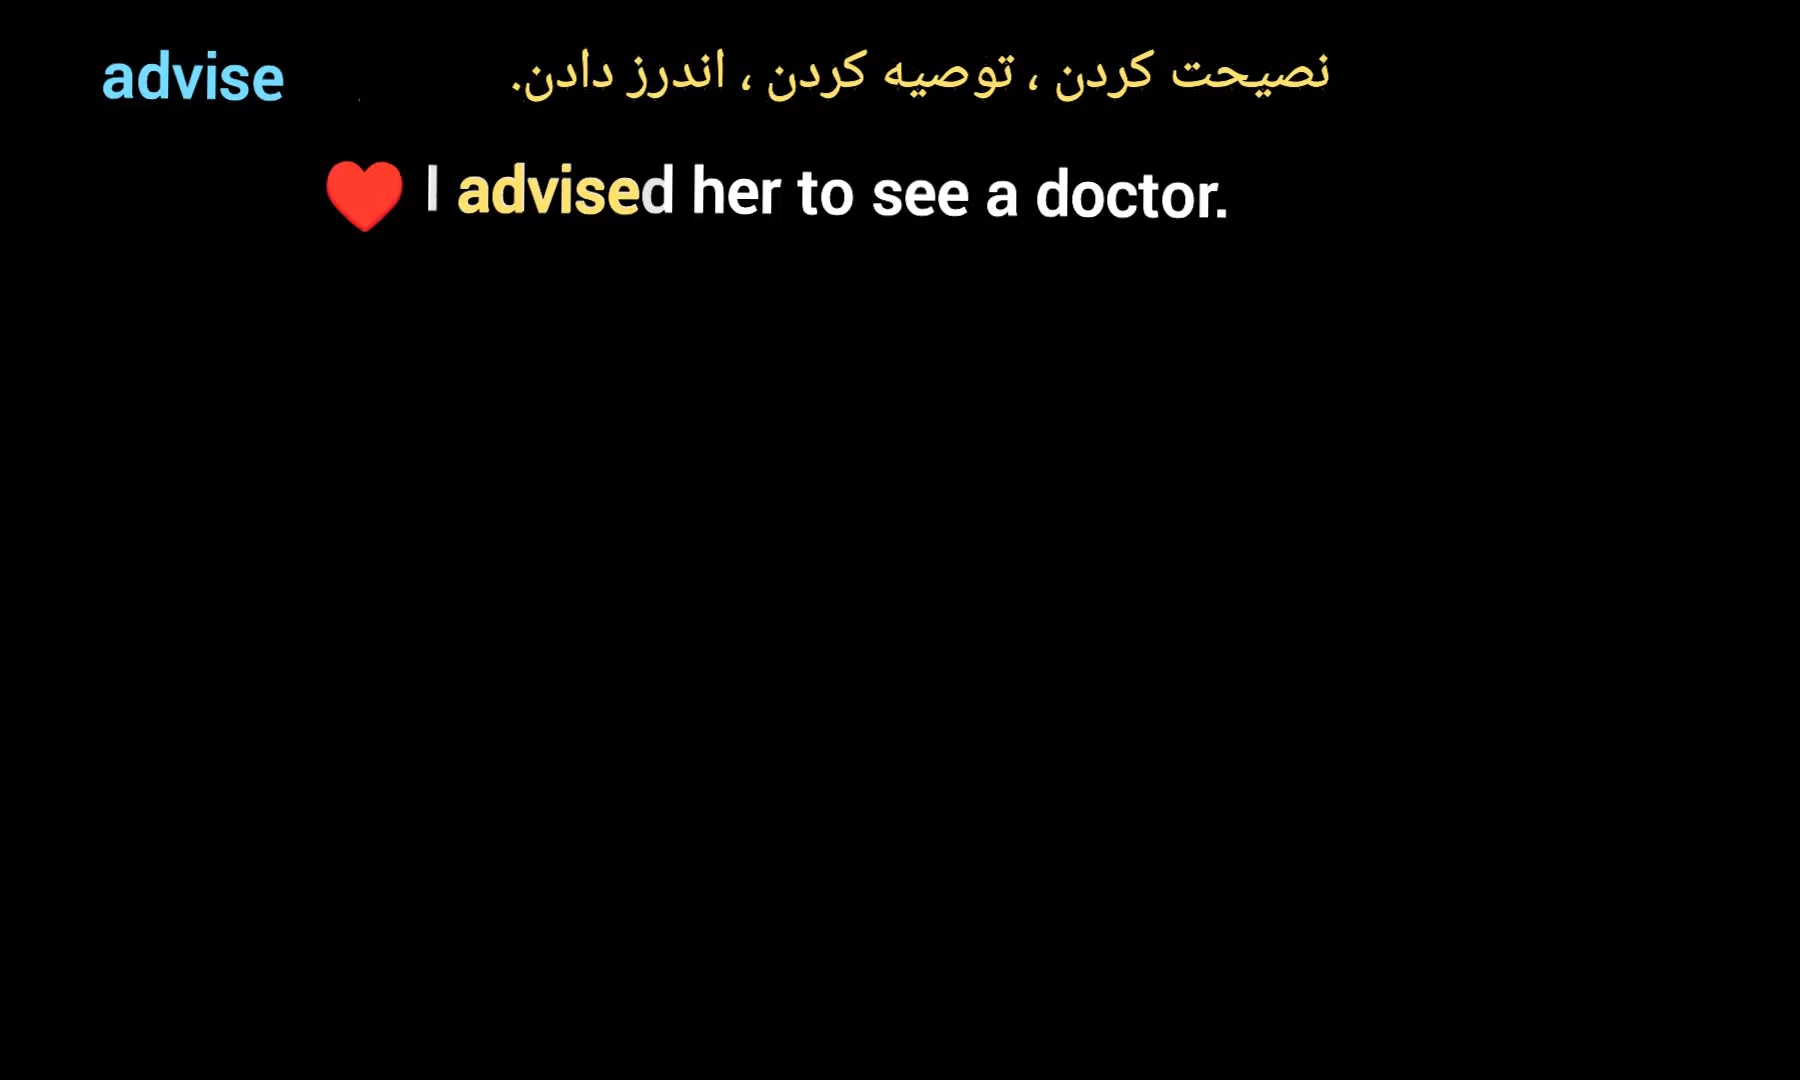 advise نصیحت کردن ، توصیه کردن ، اندرز دادن.
❤️ I advised her to see a doctor.